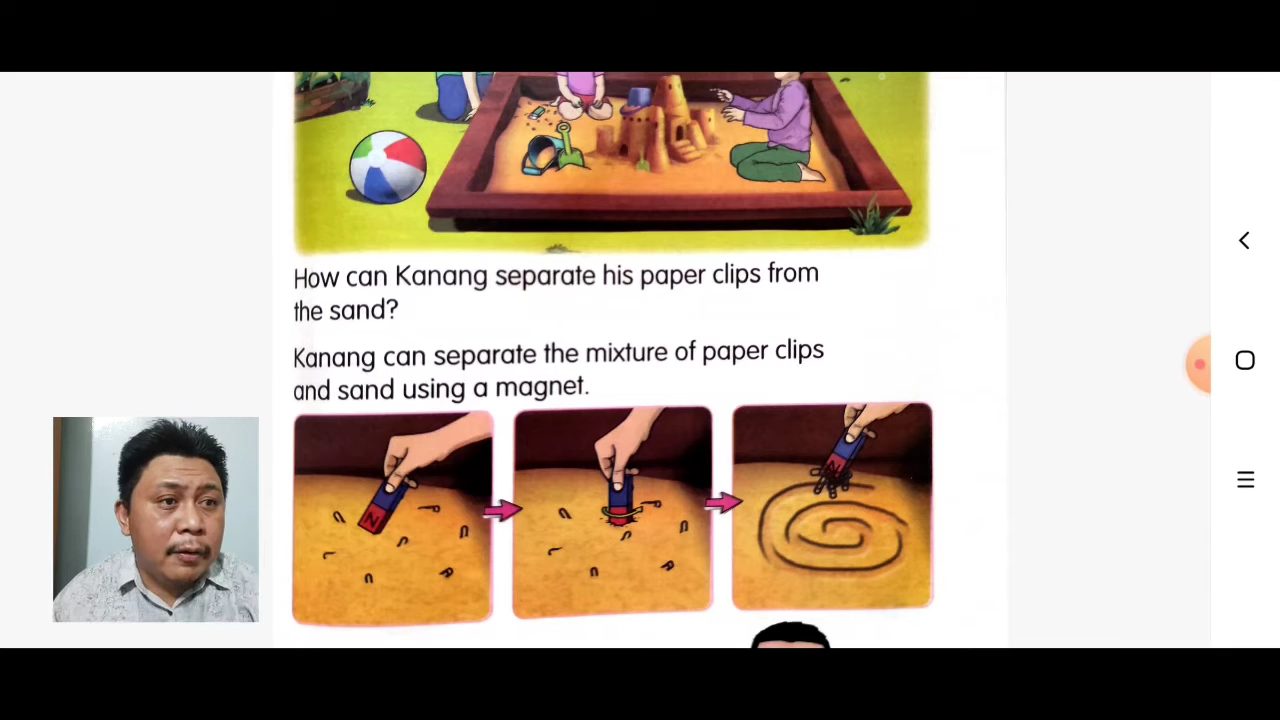 How can Kanang separate his paper clips from
the sand?
Kanang can separate the mixture of paper clips
and sand using a magnet.
N
N